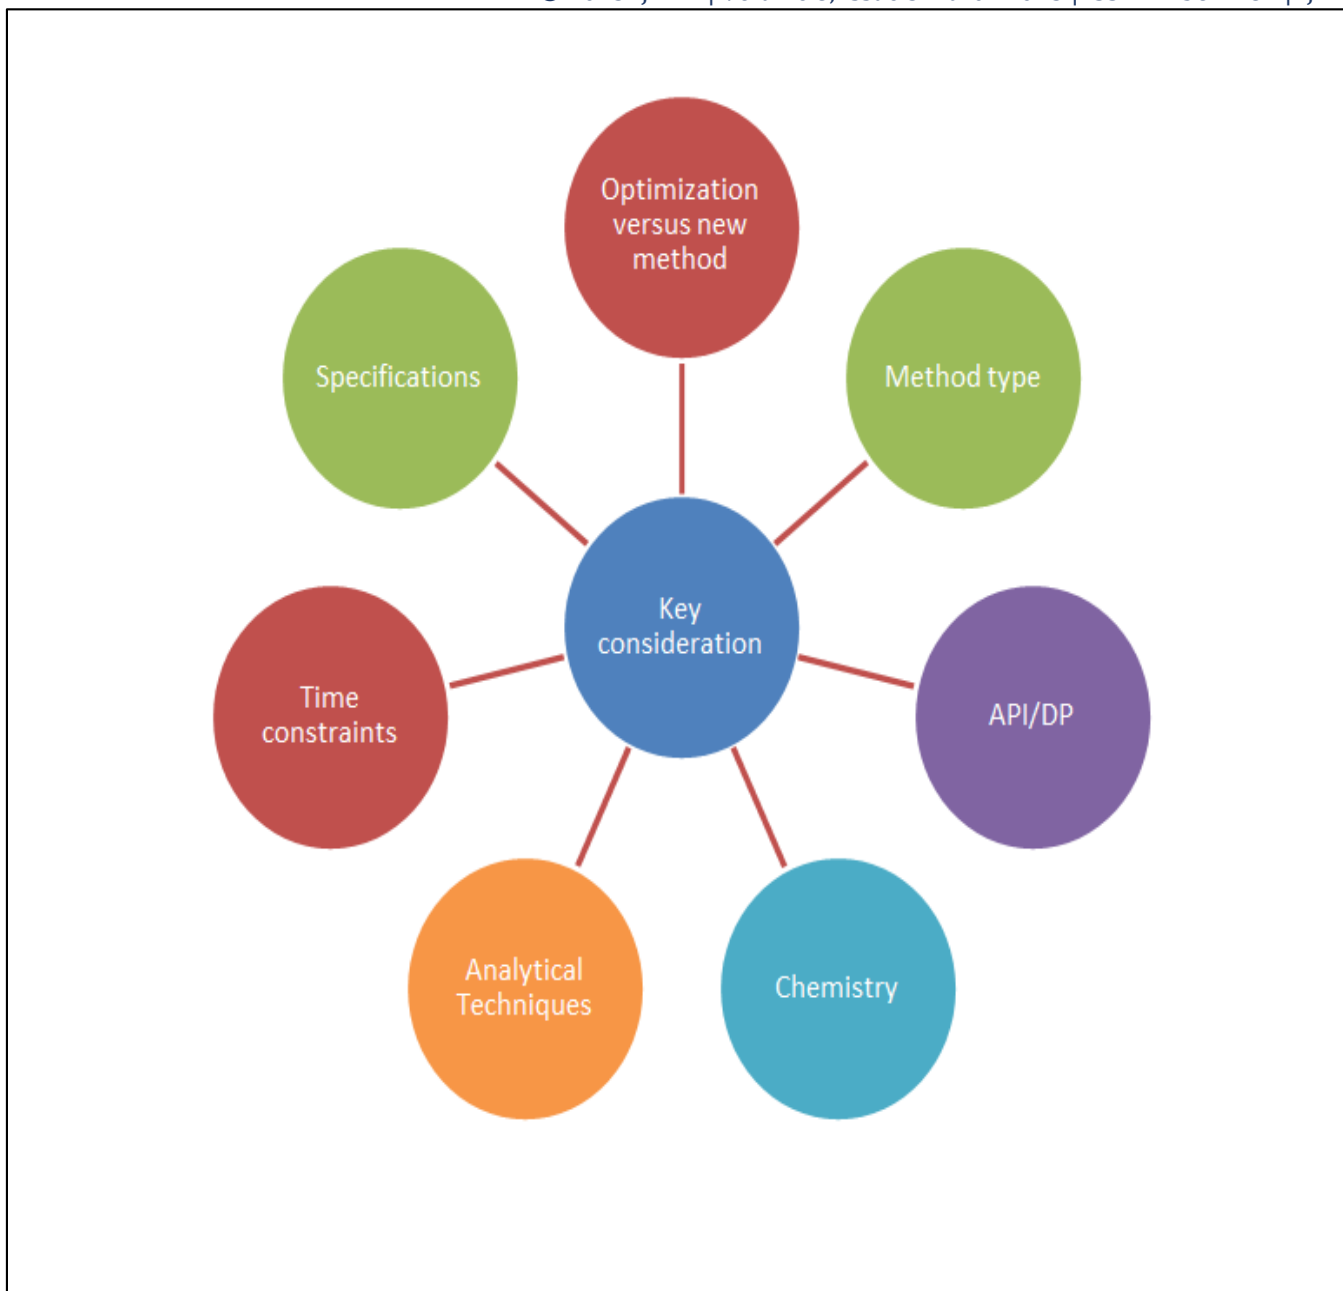 Optimization
versus new
method
Specifications
Method type
Key
consideration
Time
constraints
API/DP
Analytical
Techniques
Chemistry